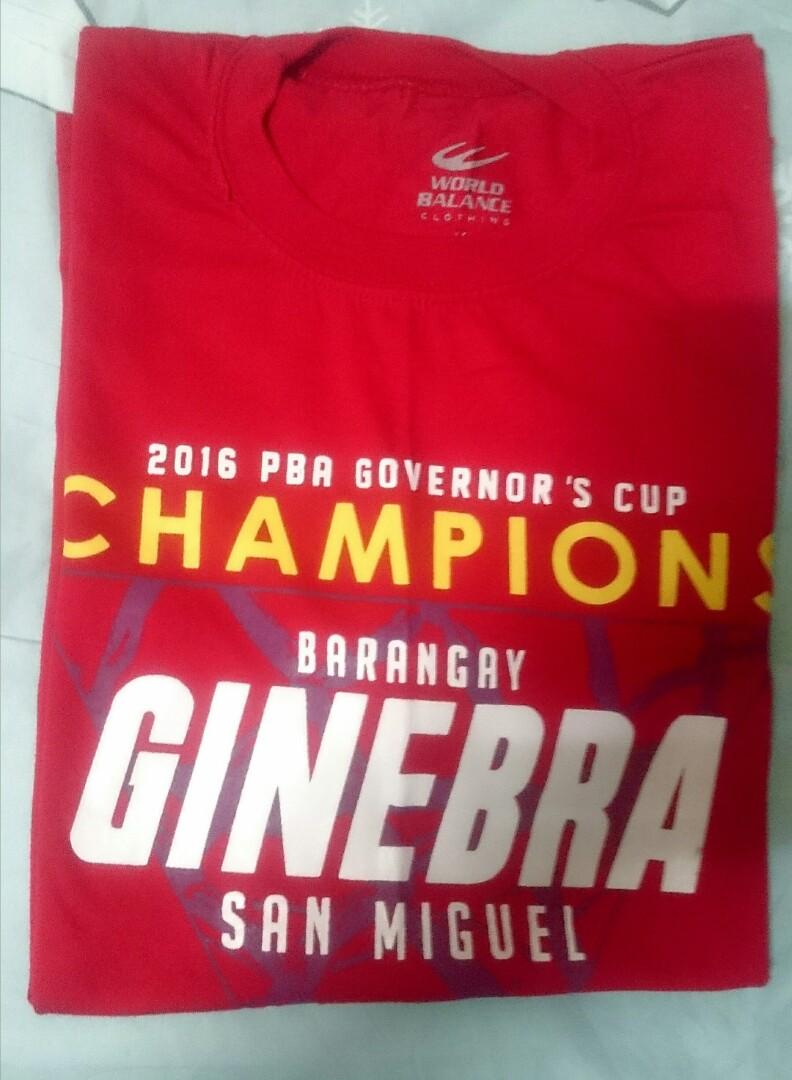 WORLD
BALANCE
CLOTHING
2016 PBA GOVERNOR'S CUP
CHAMPIONS
BARANGAY
GINEBRA
SAN MIGUEL